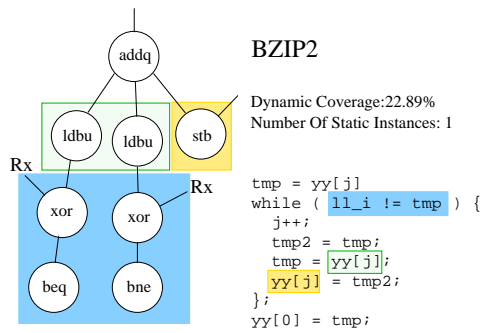 addq
ldbu
ldbu
stb
Rx
Rx
xor
xor
beq
bne
BZIP2
Dynamic Coverage:22.89%
Number Of Static Instances: 1
tmp = yy[j]
while ( ll_i != tmp ) {
j++;
tmp2 = tmp;
tmp = yy[j];
yy[j] = tmp2;
};
yy[0] = tmp;